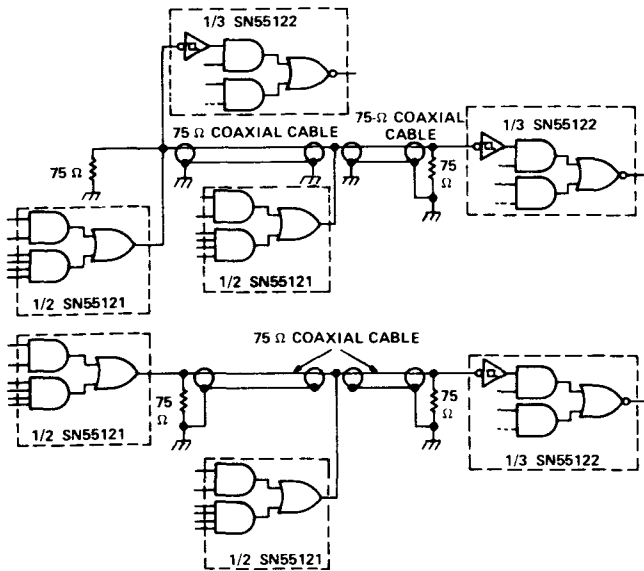 1/3 SN55122
75 Ω COAXIAL CABLE
75-Ω COAXIAL
CABLE
1/3 SN55122
75 Ω
75
Ω
1/2 SN55121
1/2 SN55121
75 Ω COAXIAL CABLE
75
Ω
75
Ω
1/2 SN55121
1/3 SN55122
1/2 SN55121